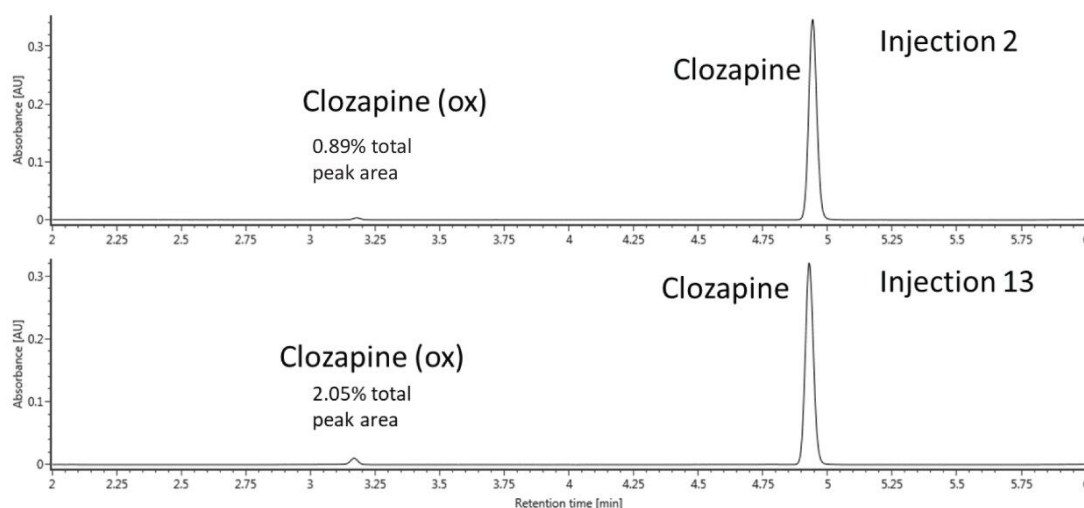 Injection 2
Clozapine
Clozapine (ox)
0.89% total
peak area
Absorbance [AU]
0.3
0.2
0.1
0
2 2.25 2.5 2.75 3 3.25 3.5 3.75 4 4.25 4.5 4.75 5 5.25 5.5 5.75
Injection 13
Clozapine
Clozapine (ox)
2.05% total
peak area
Absorbance [AU]
0.3
0.2
0.1
0
2 2.25 2.5 2.75 3 3.25 3.5 3.75 4 4.25 4.5 4.75 5 5.25 5.5 5.75
Retention time [min]